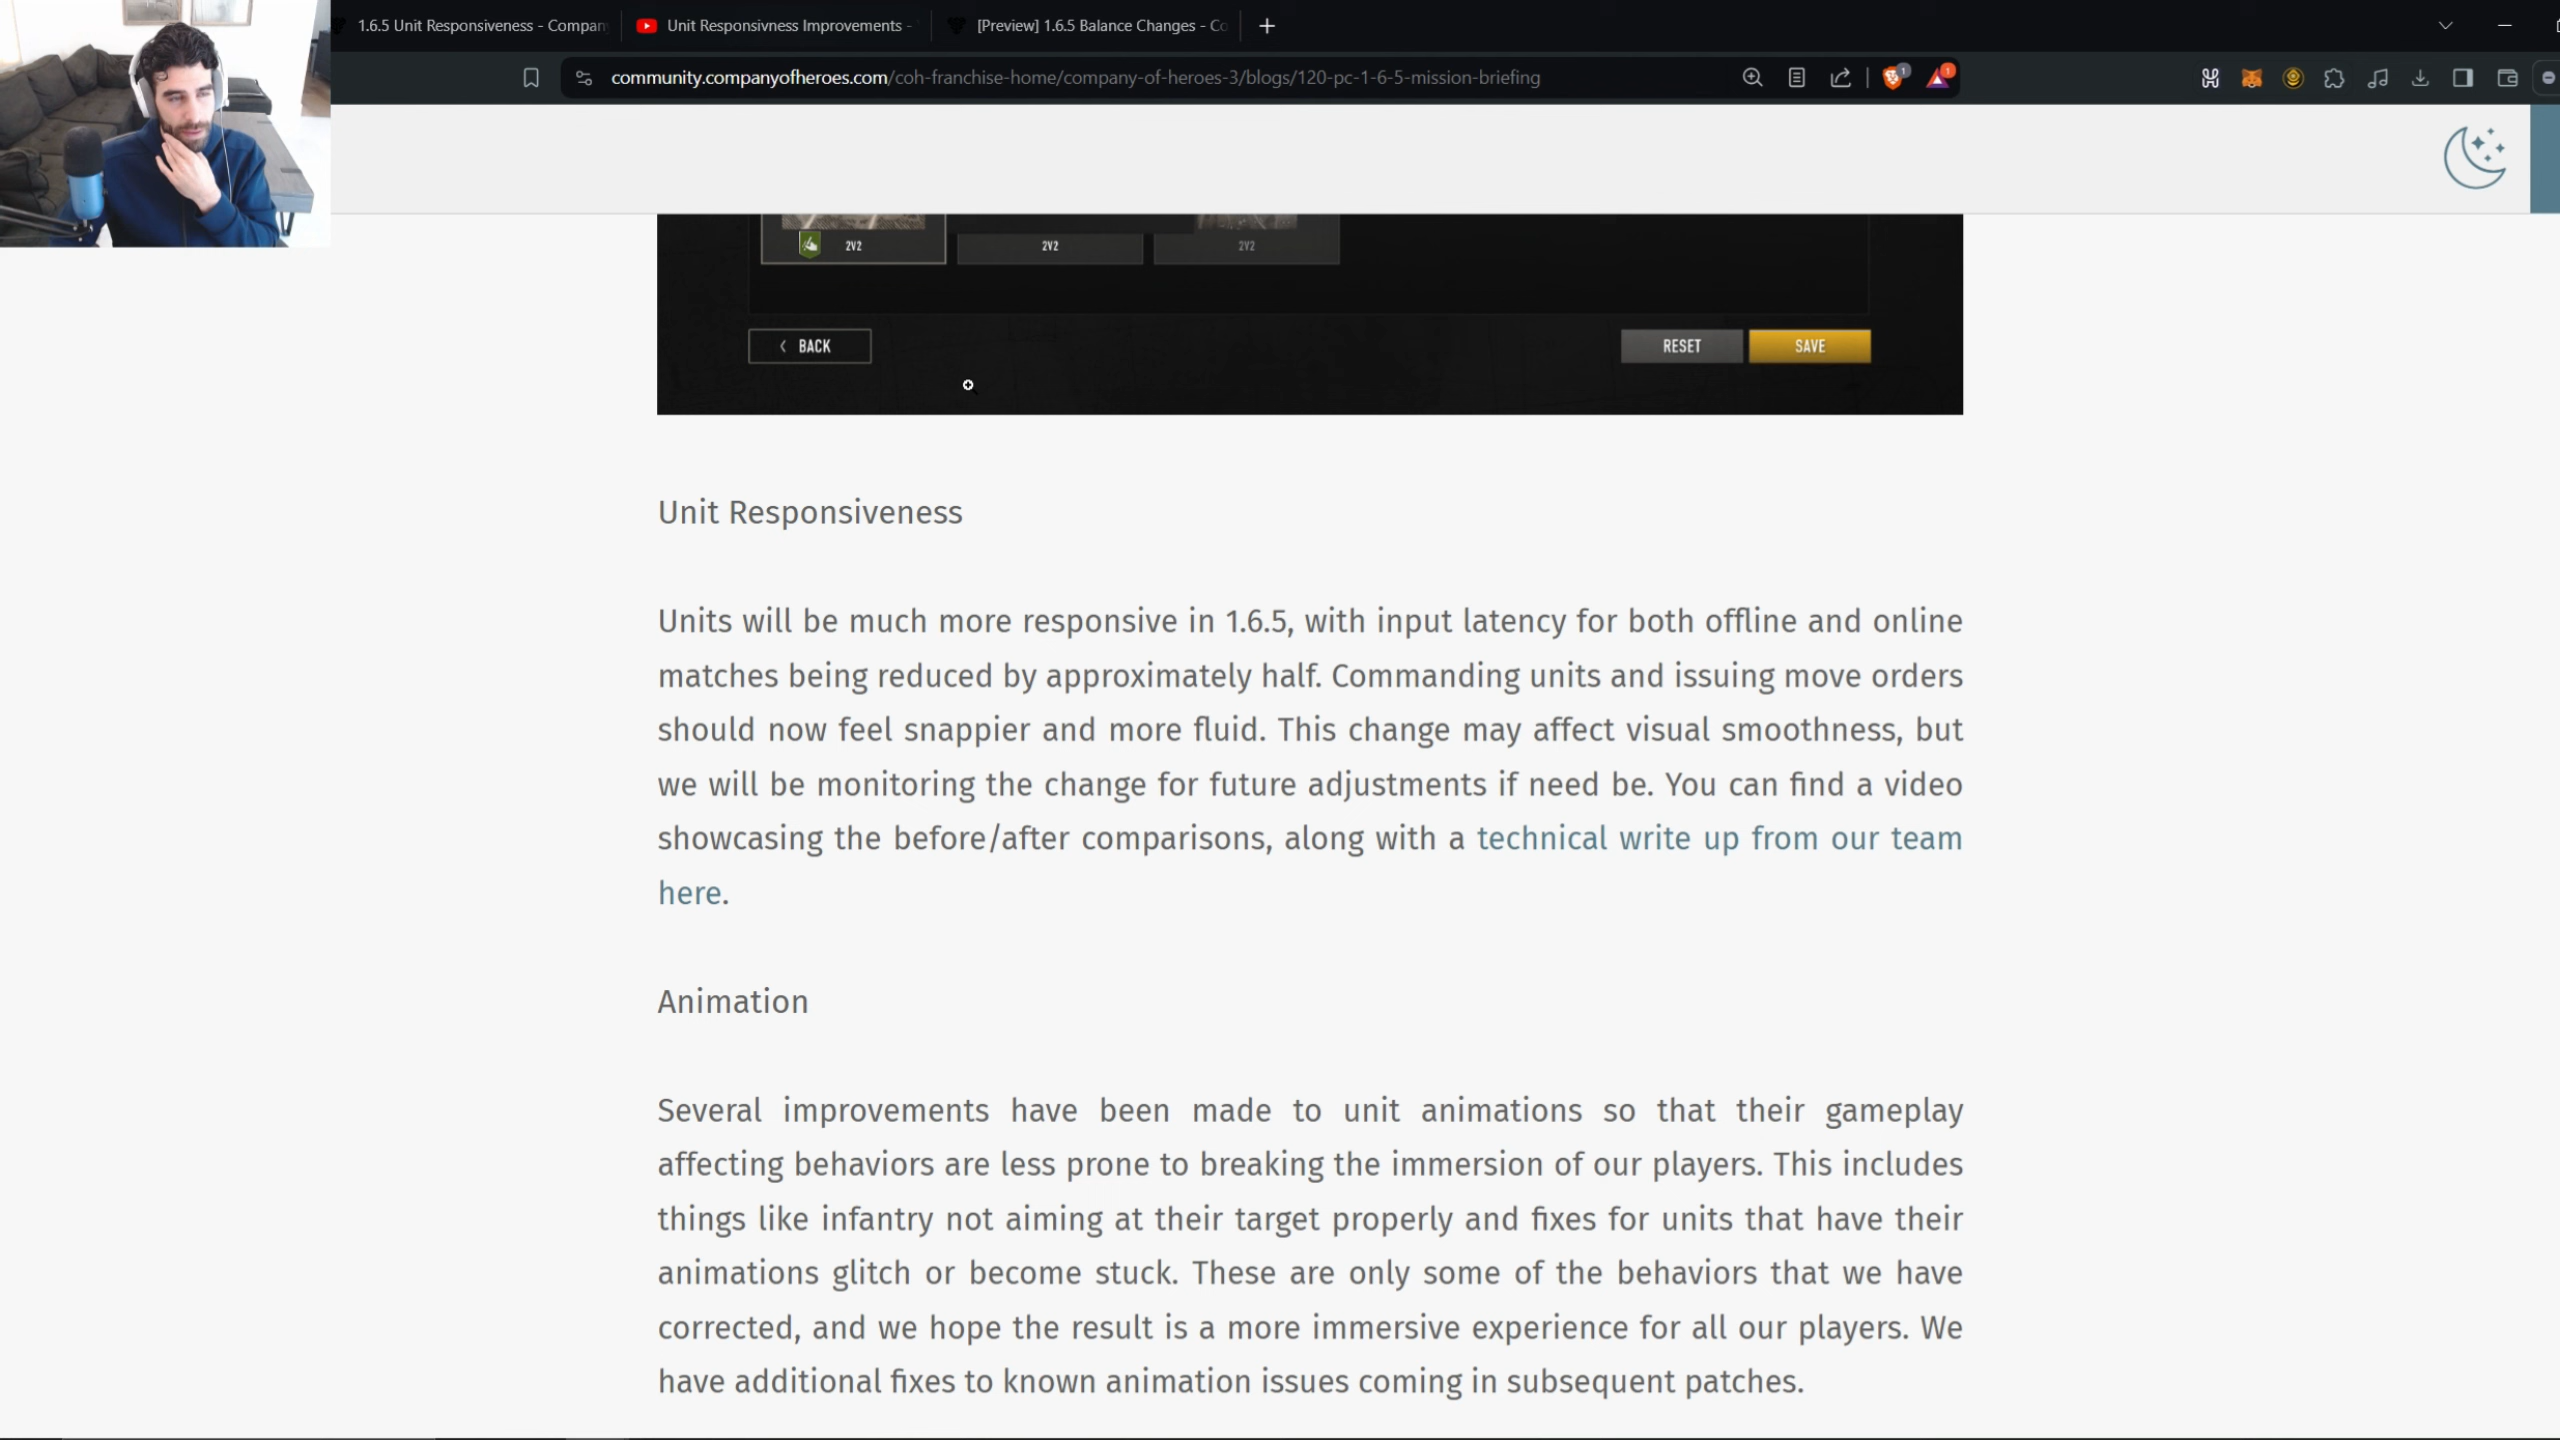 1.6.5 Unit Responsiveness - Compan
Unit Responsivness Improvements -
[Preview] 1.6.5 Balance Changes - Co
community.companyofheroes.com/coh-franchise-home/company-of-heroes-3/blogs/120-pc-1-6-5-mission-briefing
1
1
2V2
2V2
2V2
BACK
RESET
SAVE
Unit Responsiveness
Units will be much more responsive in 1.6.5, with input latency for both offline and online
matches being reduced by approximately half. Commanding units and issuing move orders
should now feel snappier and more fluid. This change may affect visual smoothness, but
we will be monitoring the change for future adjustments if need be. You can find a video
showcasing the before/after comparisons, along with a technical write up from our team
here.
Animation
Several improvements have been made to unit animations so that their gameplay
affecting behaviors are less prone to breaking the immersion of our players. This includes
things like infantry not aiming at their target properly and fixes for units that have their
animations glitch or become stuck. These are only some of the behaviors that we have
corrected, and we hope the result is a more immersive experience for all our players. We
have additional fixes to known animation issues coming in subsequent patches.